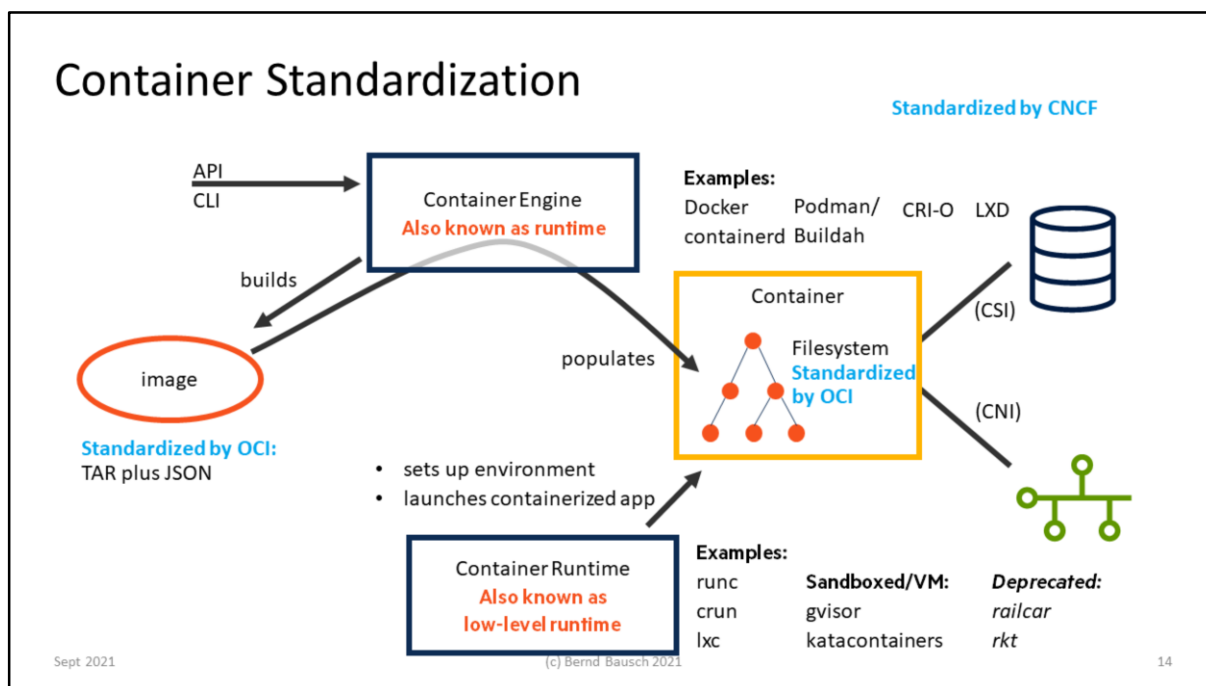 Container Standardization
Standardized by CNCF
API
CLI
Container Engine
Also known as runtime
Examples:
Docker
containerd
Podman/
Buildah
CRI-O
LXD
builds
image
Standardized by OCI:
TAR plus JSON
populates
Container
Filesystem
Standardized
by OCI
(CSI)
(CNI)
• sets up environment
• launches containerized app
Container Runtime
Also known as
low-level runtime
Examples:
runc
crun
lxc
Sandboxed/VM:
gvisor
katacontainers
Deprecated:
railcar
rkt
Sept 2021
(c) Bernd Bausch 2021
14